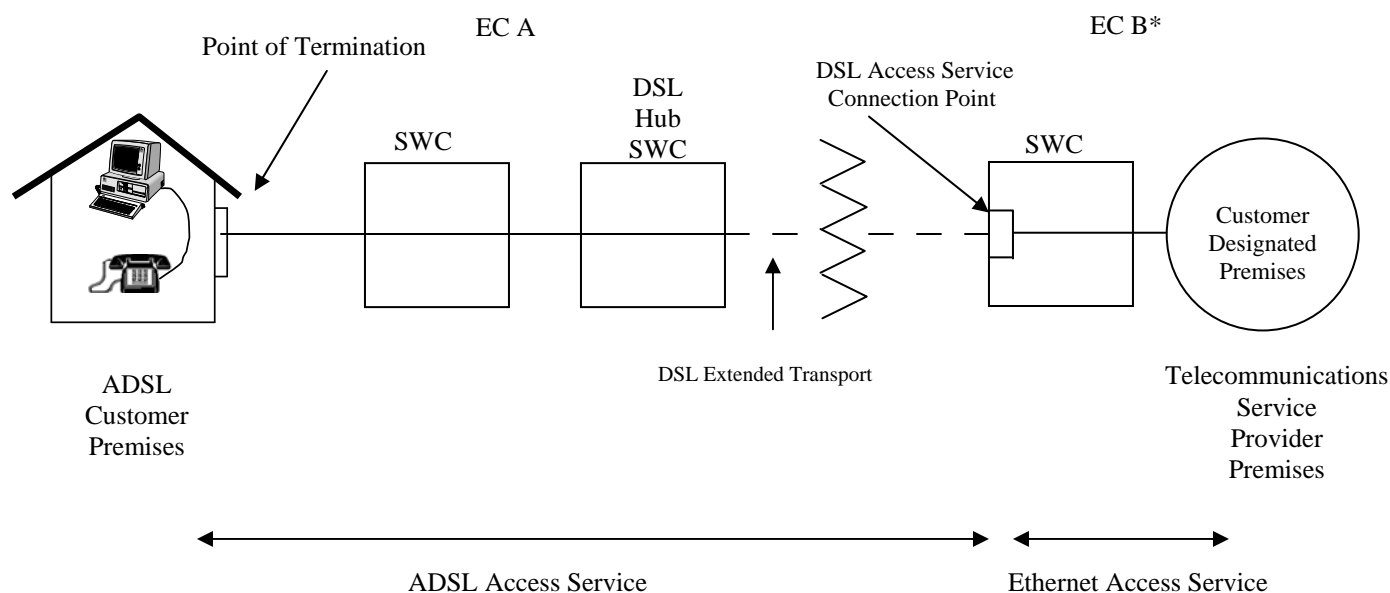 EC A
EC B*
Point of Termination
DSL Access Service
Connection Point
DSL
Hub
SWC
SWC
SWC
Customer
Designated
Premises
DSL Extended Transport
ADSL
Customer
Premises
Telecommunications
Service
Provider
Premises
ADSL Access Service
Ethernet Access Service